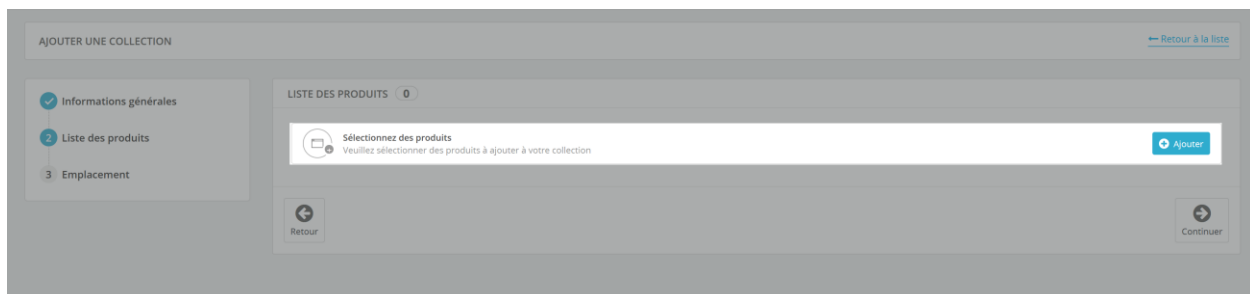 AJOUTER UNE COLLECTION
← Retour à la liste
Informations générales
2 Liste des produits
3 Emplacement
LISTE DES PRODUITS 0
Sélectionnez des produits
Veuillez sélectionner des produits à ajouter à votre collection
Ajouter
Retour
Continuer